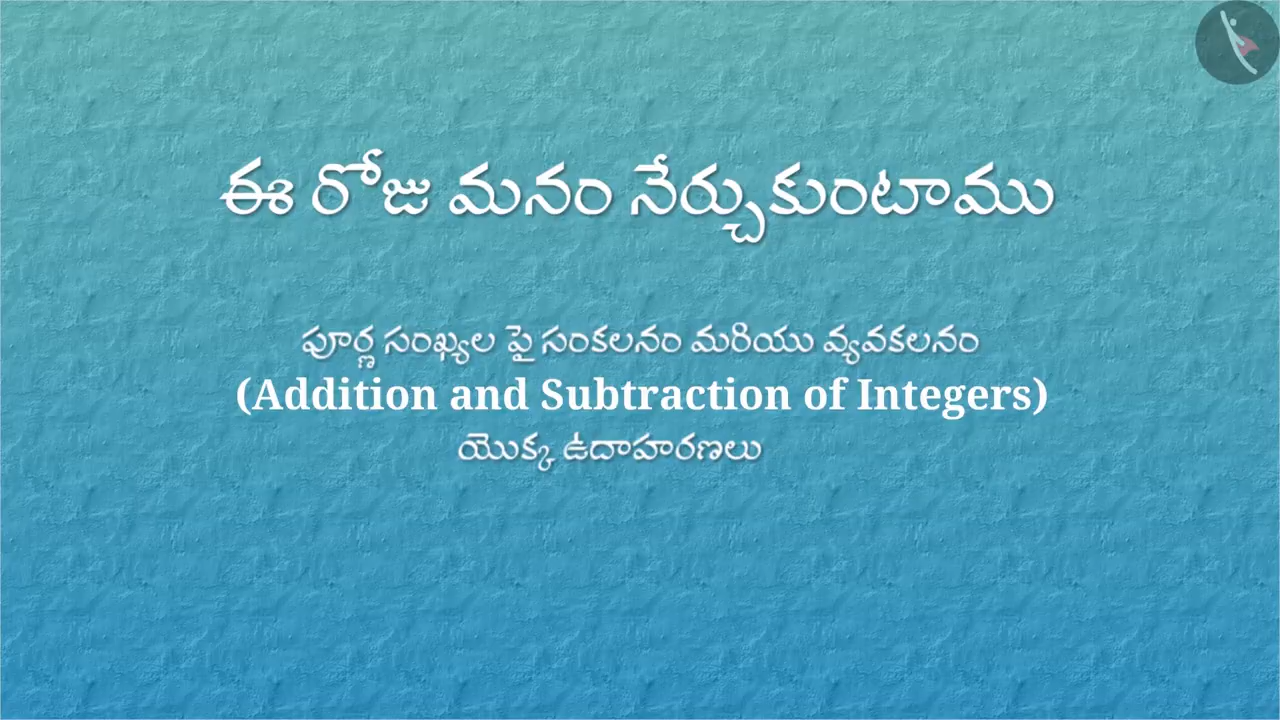 ఈ రోజు మనం నేర్చుకుంటాము
పూర్ణ సంఖ్యల పై సంకలనం మరియు వ్యవకలనం
(Addition and Subtraction of Integers)
యొక్క ఉదాహరణలు